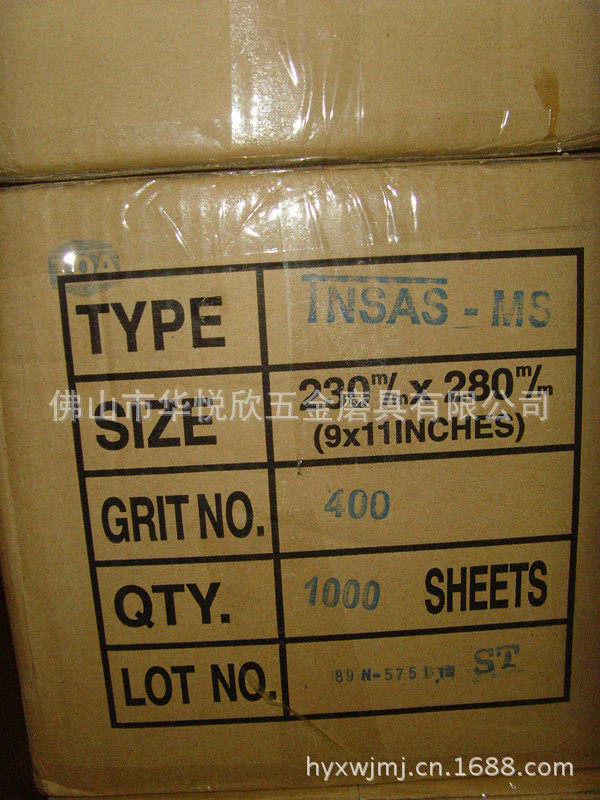 TYPE TNSAS - MS
SIZE 230m/m x 280m/m
(9x11INCHES)
佛山市华悦欣五金磨具有限公司
GRIT NO. 400
QTY. 1000 SHEETS
LOT NO. ST
hyxwjmj.cn.1688.com